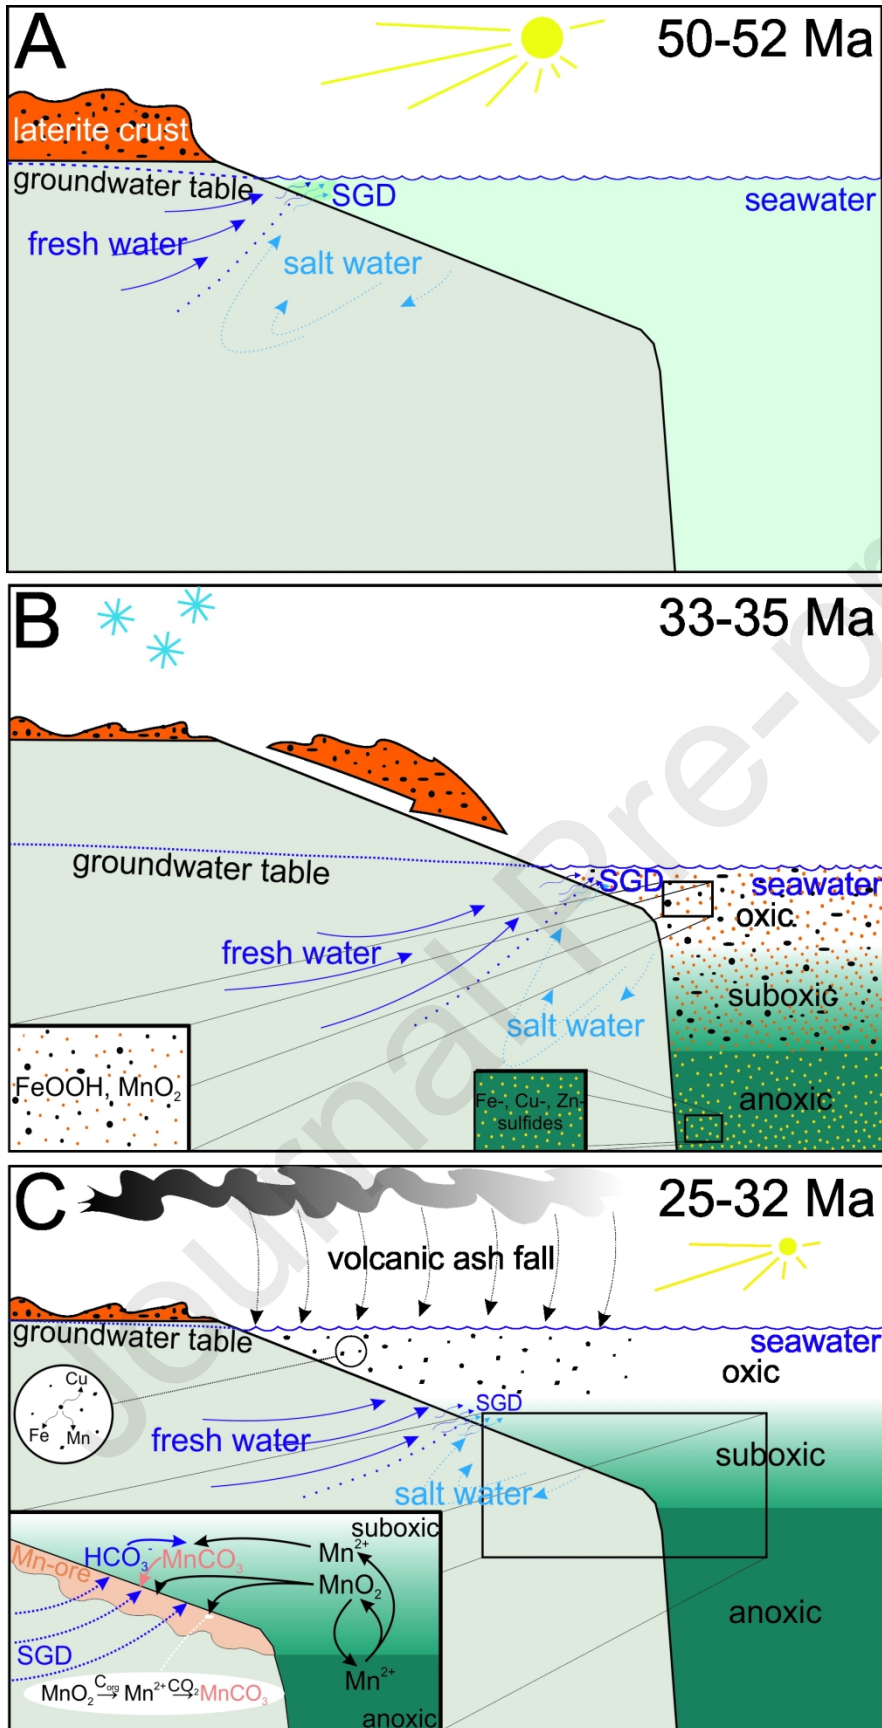 A
50-52 Ma
laterite crust
groundwater table
SGD
seawater
fresh water
salt water
B
33-35 Ma
groundwater table
SGD
seawater
oxic
fresh water
suboxic
salt water
FeOOH, MnO₂
Fe-, Cu-, Zn-
sulfides
anoxic
C
25-32 Ma
volcanic ash fall
groundwater table
seawater
oxic
Cu
Fe
Mn
SGD
fresh water
suboxic
salt water
suboxic
Mn-ore
HCO₃⁻
MnCO₃
Mn²⁺
MnO₂
SGD
anoxic
Mn²⁺
MnO₂ →Corg Mn²⁺ →CO₂ MnCO₃
anoxic
Journal Pre-p